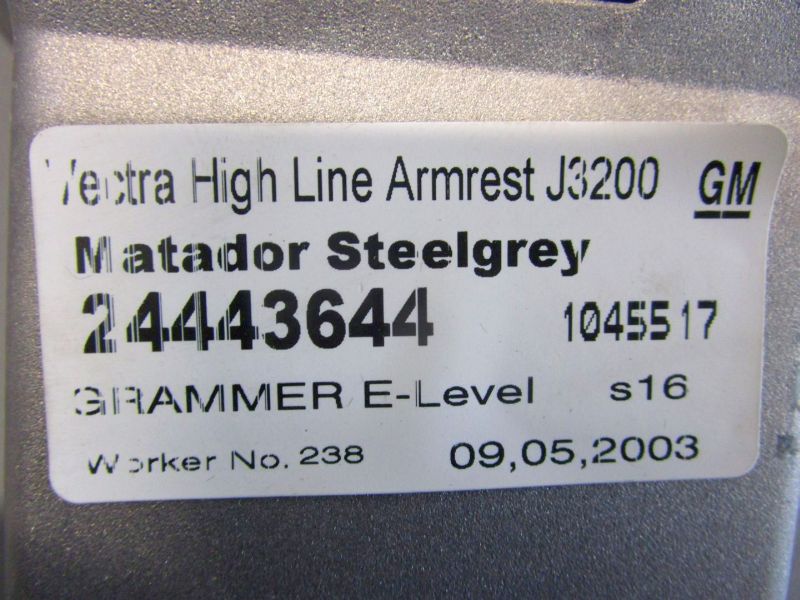 Vectra High Line Armrest J3200 GM
Matador Steelgrey
24443644 1045517
GRAMMER E-Level s16
Worker No. 238 09,05,2003